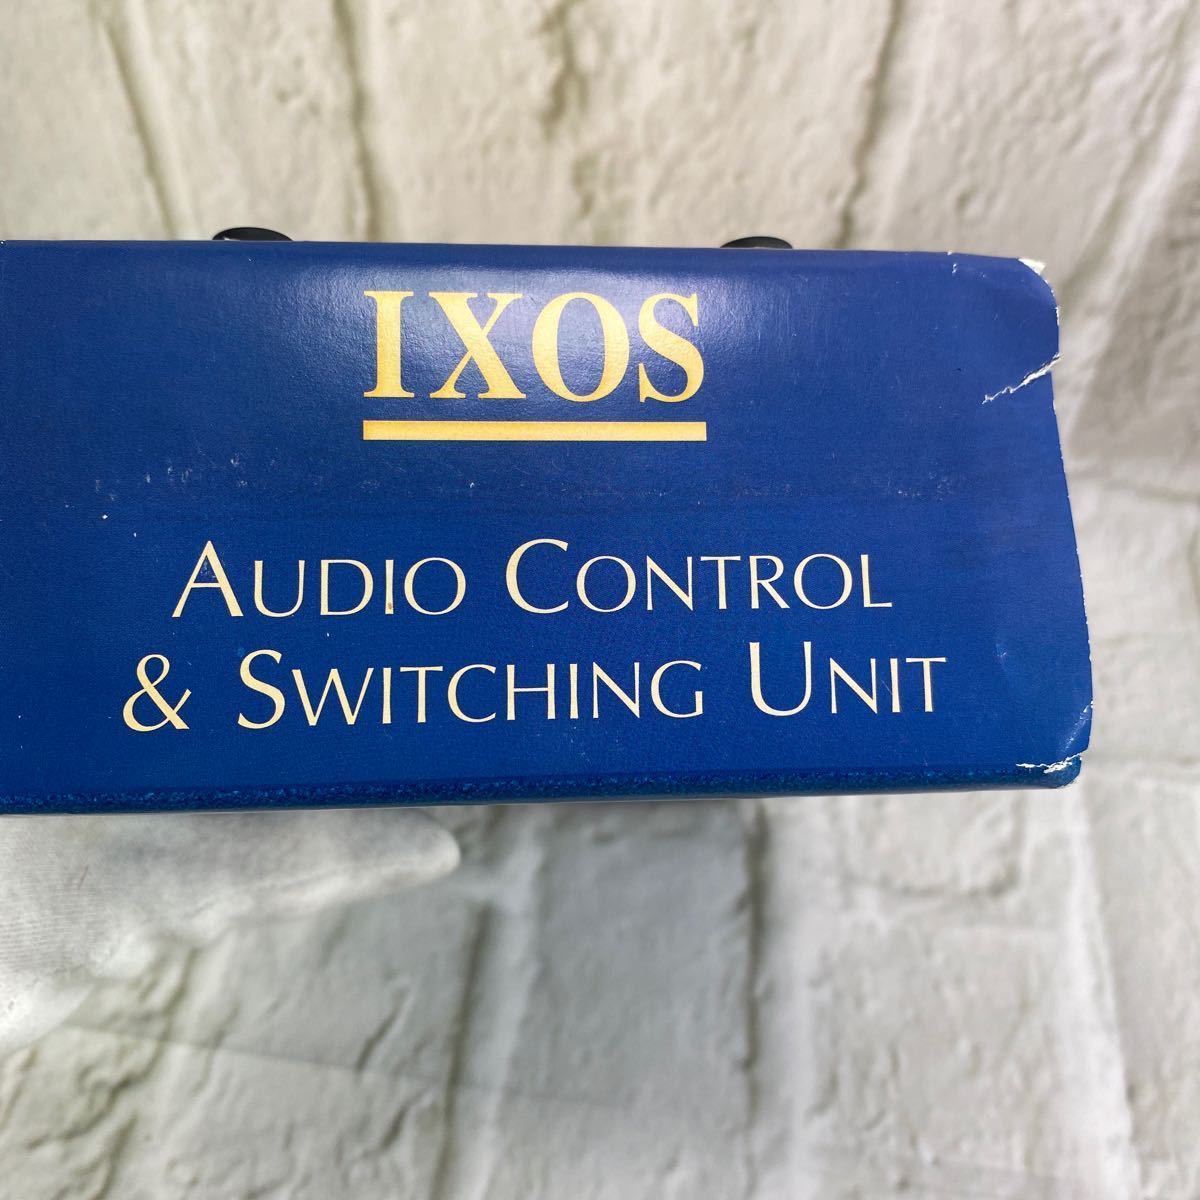 IXOS
AUDIO CONTROL
& SWITCHING UNIT